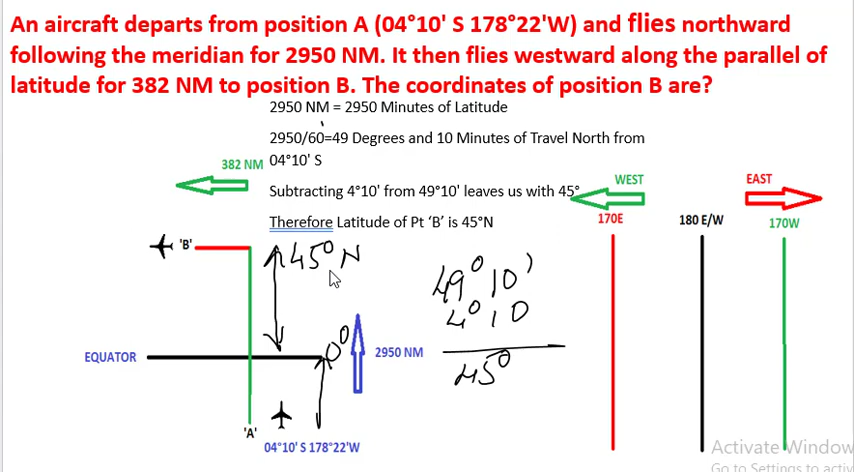 An aircraft departs from position A (04°10' S 178°22'W) and flies northward
following the meridian for 2950 NM. It then flies westward along the parallel of
latitude for 382 NM to position B. The coordinates of position B are?
2950 NM = 2950 Minutes of Latitude
2950/60=49 Degrees and 10 Minutes of Travel North from
04°10' S
382 NM
Subtracting 4°10' from 49°10' leaves us with 45°
Therefore Latitude of Pt ‘B’ is 45°N
WEST
EAST
170E
180 E/W
170W
'B'
45° N
49° 10'
4° 10
45°
0°
EQUATOR
2950 NM
'A'
04°10' S 178°22'W
Activate Window
Go to Settings to activ